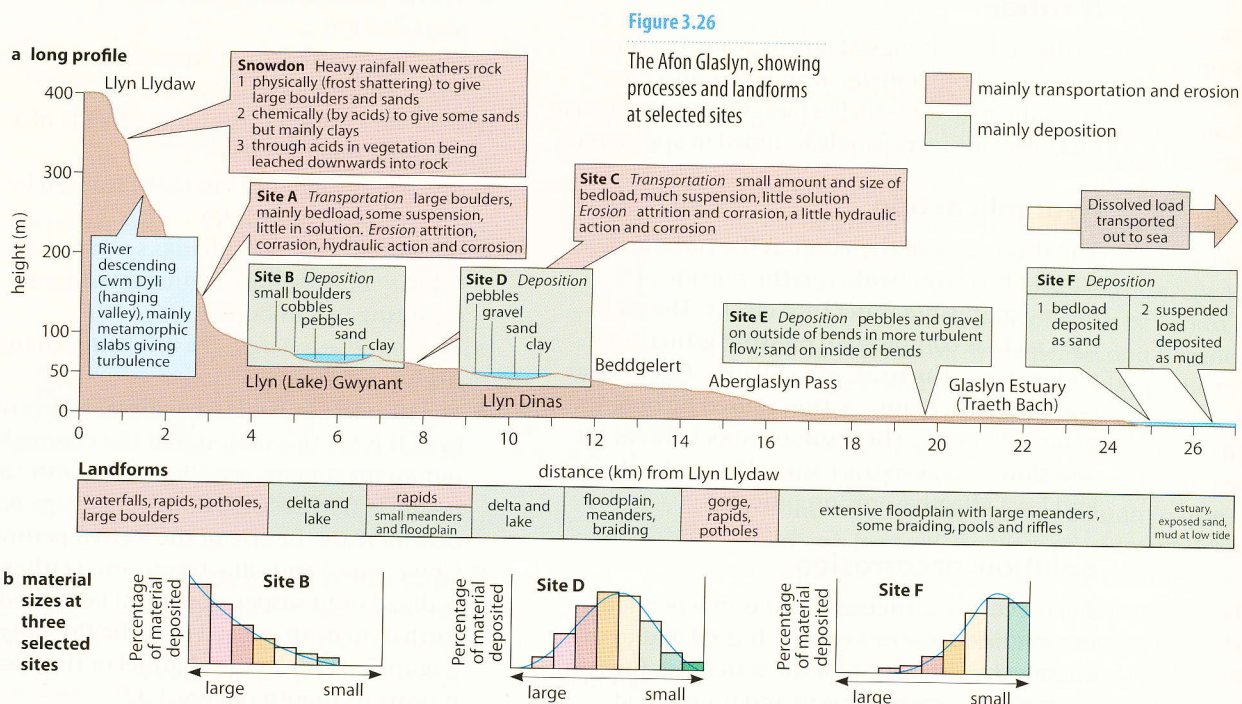 Figure 3.26
The Afon Glaslyn, showing
processes and landforms
at selected sites
a long profile
mainly transportation and erosion
mainly deposition
Llyn Llydaw
Snowdon Heavy rainfall weathers rock
1 physically (frost shattering) to give
large boulders and sands
2 chemically (by acids) to give some sands
but mainly clays
3 through acids in vegetation being
leached downwards into rock
height (m)
400
300
200
100
50
0
Site A Transportation large boulders,
mainly bedload, some suspension,
little in solution. Erosion attrition,
corrasion, hydraulic action and corrosion
Site C Transportation small amount and size of
bedload, much suspension, little solution
Erosion attrition and corrasion, a little hydraulic
action and corrosion
Dissolved load
transported
out to sea
River
descending
Cwm Dyli
(hanging
valley), mainly
metamorphic
slabs giving
turbulence
Site B Deposition
small boulders
cobbles
pebbles
sand
clay
Llyn (Lake) Gwynant
Site D Deposition
pebbles
gravel
sand
clay
Llyn Dinas
Beddgelert
Site E Deposition pebbles and gravel
on outside of bends in more turbulent
flow; sand on inside of bends
Aberglaslyn Pass
Site F Deposition
1 bedload
deposited
as sand
2 suspended
load
deposited
as mud
Glaslyn Estuary
(Traeth Bach)
0 2 4 6 8 10 12 14 16 18 20 22 24 26
distance (km) from Llyn Llydaw
Landforms
waterfalls, rapids, potholes,
large boulders
delta and
lake
rapids
small meanders
and floodplain
delta and
lake
floodplain,
meanders,
braiding
gorge,
rapids,
potholes
extensive floodplain with large meanders,
some braiding, pools and riffles
estuary,
exposed sand,
mud at low tide
b material
sizes at
three
selected
sites
Percentage
of material
deposited
Site B
large small
Percentage
of material
deposited
Site D
large small
Percentage
of material
deposited
Site F
large small